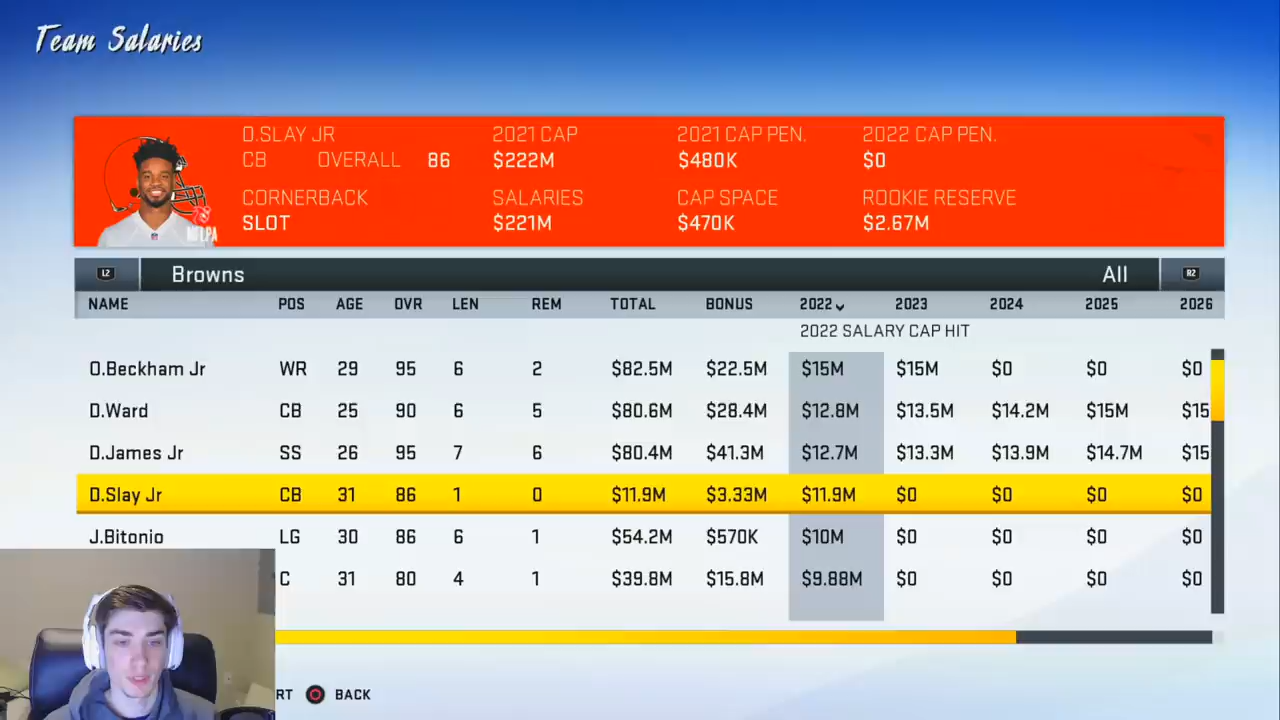 Team Salaries
D.SLAY JR 2021 CAP 2021 CAP PEN. 2022 CAP PEN.
CB OVERALL 86 $222M $480K $0
CORNERBACK SALARIES CAP SPACE ROOKIE RESERVE
SLOT $221M $470K $2.67M
L2 Browns All R2
NAME POS AGE OVR LEN REM TOTAL BONUS 2022 2023 2024 2025 2026
2022 SALARY CAP HIT
O.Beckham Jr WR 29 95 6 2 $82.5M $22.5M $15M $15M $0 $0 $0
D.Ward CB 25 90 6 5 $80.6M $28.4M $12.8M $13.5M $14.2M $15M $15
D.James Jr SS 26 95 7 6 $80.4M $41.3M $12.7M $13.3M $13.9M $14.7M $15
D.Slay Jr CB 31 86 1 0 $11.9M $3.33M $11.9M $0 $0 $0 $0
J.Bitonio LG 30 86 6 1 $54.2M $570K $10M $0 $0 $0 $0
C 31 80 4 1 $39.8M $15.8M $9.88M $0 $0 $0 $0
RT BACK